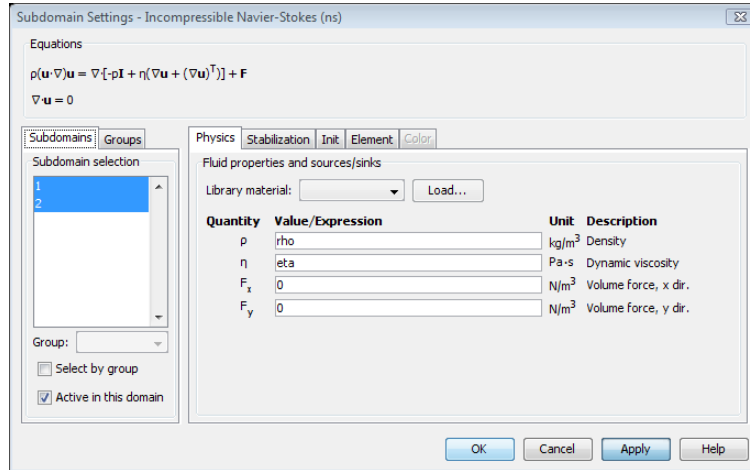 Subdomain Settings - Incompressible Navier-Stokes (ns)
Equations
ρ(u·∇)u = ∇·[-pI + η(∇u + (∇u)ᵀ)] + F
∇·u = 0
Subdomains Groups
Subdomain selection
1
2
Group:
Select by group
Active in this domain
Physics Stabilization Init Element Color
Fluid properties and sources/sinks
Library material: Load...
Quantity Value/Expression Unit Description
ρ rho kg/m³ Density
η eta Pa·s Dynamic viscosity
Fₓ 0 N/m³ Volume force, x dir.
Fᵧ 0 N/m³ Volume force, y dir.
OK Cancel Apply Help